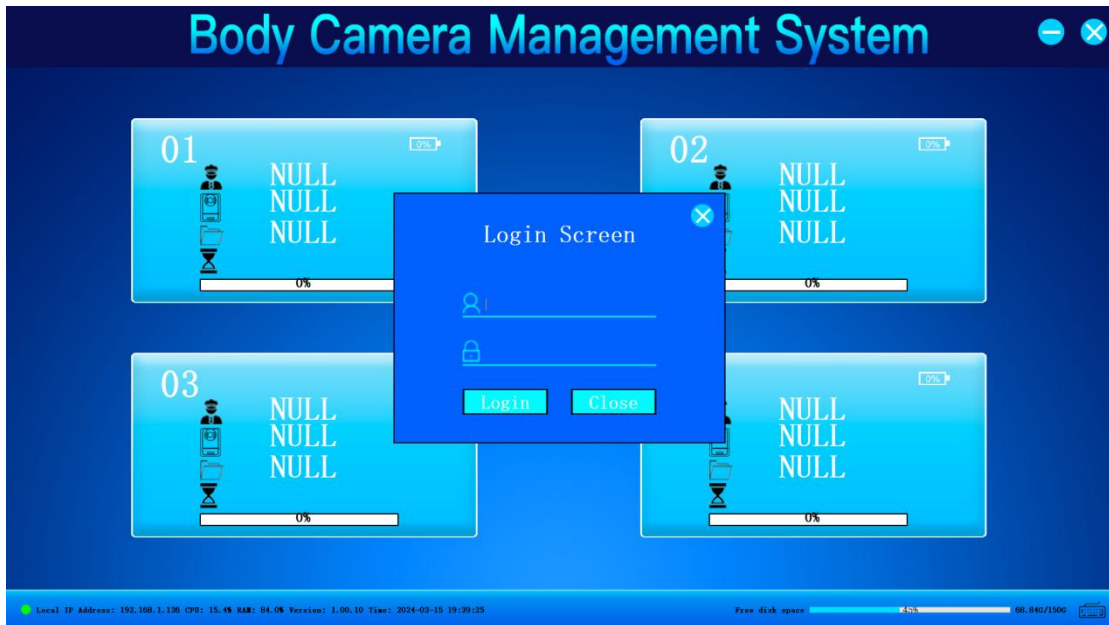 Body Camera Management System
01
0%
NULL
NULL
NULL
0%
02
0%
NULL
NULL
NULL
0%
Login Screen
Login
Close
03
NULL
NULL
NULL
0%
0%
NULL
NULL
NULL
0%
Local IP Address: 192.168.1.136 CPU: 15.4% RAM: 84.0% Version: 1.00.10 Time: 2024-03-15 19:39:25
Free disk space 45% 68.84G/150G